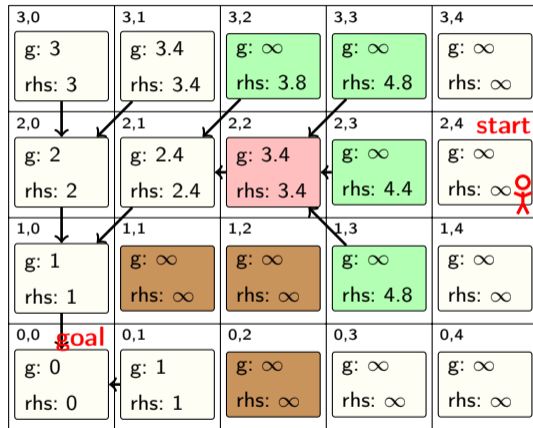 3,0 3,1 3,2 3,3 3,4
g: 3 g: 3.4 g: ∞ g: ∞ g: ∞
rhs: 3 rhs: 3.4 rhs: 3.8 rhs: 4.8 rhs: ∞
2,0 2,1 2,2 2,3 2,4 start
g: 2 g: 2.4 g: 3.4 g: ∞ g: ∞
rhs: 2 rhs: 2.4 rhs: 3.4 rhs: 4.4 rhs: ∞
1,0 1,1 1,2 1,3 1,4
g: 1 g: ∞ g: ∞ g: ∞ g: ∞
rhs: 1 rhs: ∞ rhs: ∞ rhs: 4.8 rhs: ∞
0,0 goal 0,1 0,2 0,3 0,4
g: 0 g: 1 g: ∞ g: ∞ g: ∞
rhs: 0 rhs: 1 rhs: ∞ rhs: ∞ rhs: ∞